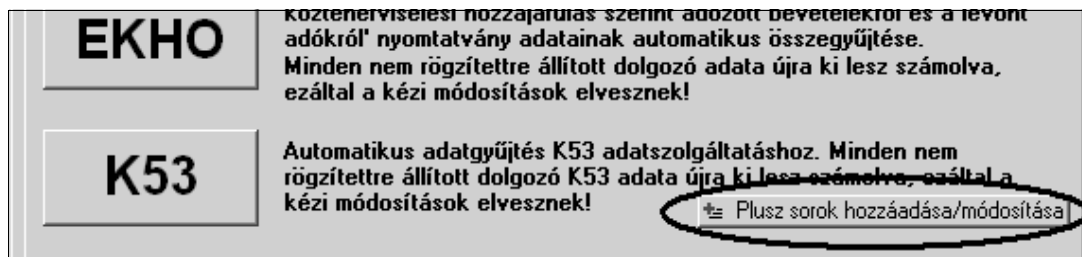 EKHO
közteherviselési hozzájárulás szerint adózott bevételekről és a levont
adókról' nyomtatvány adatainak automatikus összegyűjtése.
Minden nem rögzítettre állított dolgozó adata újra ki lesz számolva,
ezáltal a kézi módosítások elvesznek!
K53
Automatikus adatgyűjtés K53 adatszolgáltatáshoz. Minden nem
rögzítettre állított dolgozó K53 adata újra ki lesz számolva, ezáltal a
kézi módosítások elvesznek!
Plusz sorok hozzáadása/módosítása